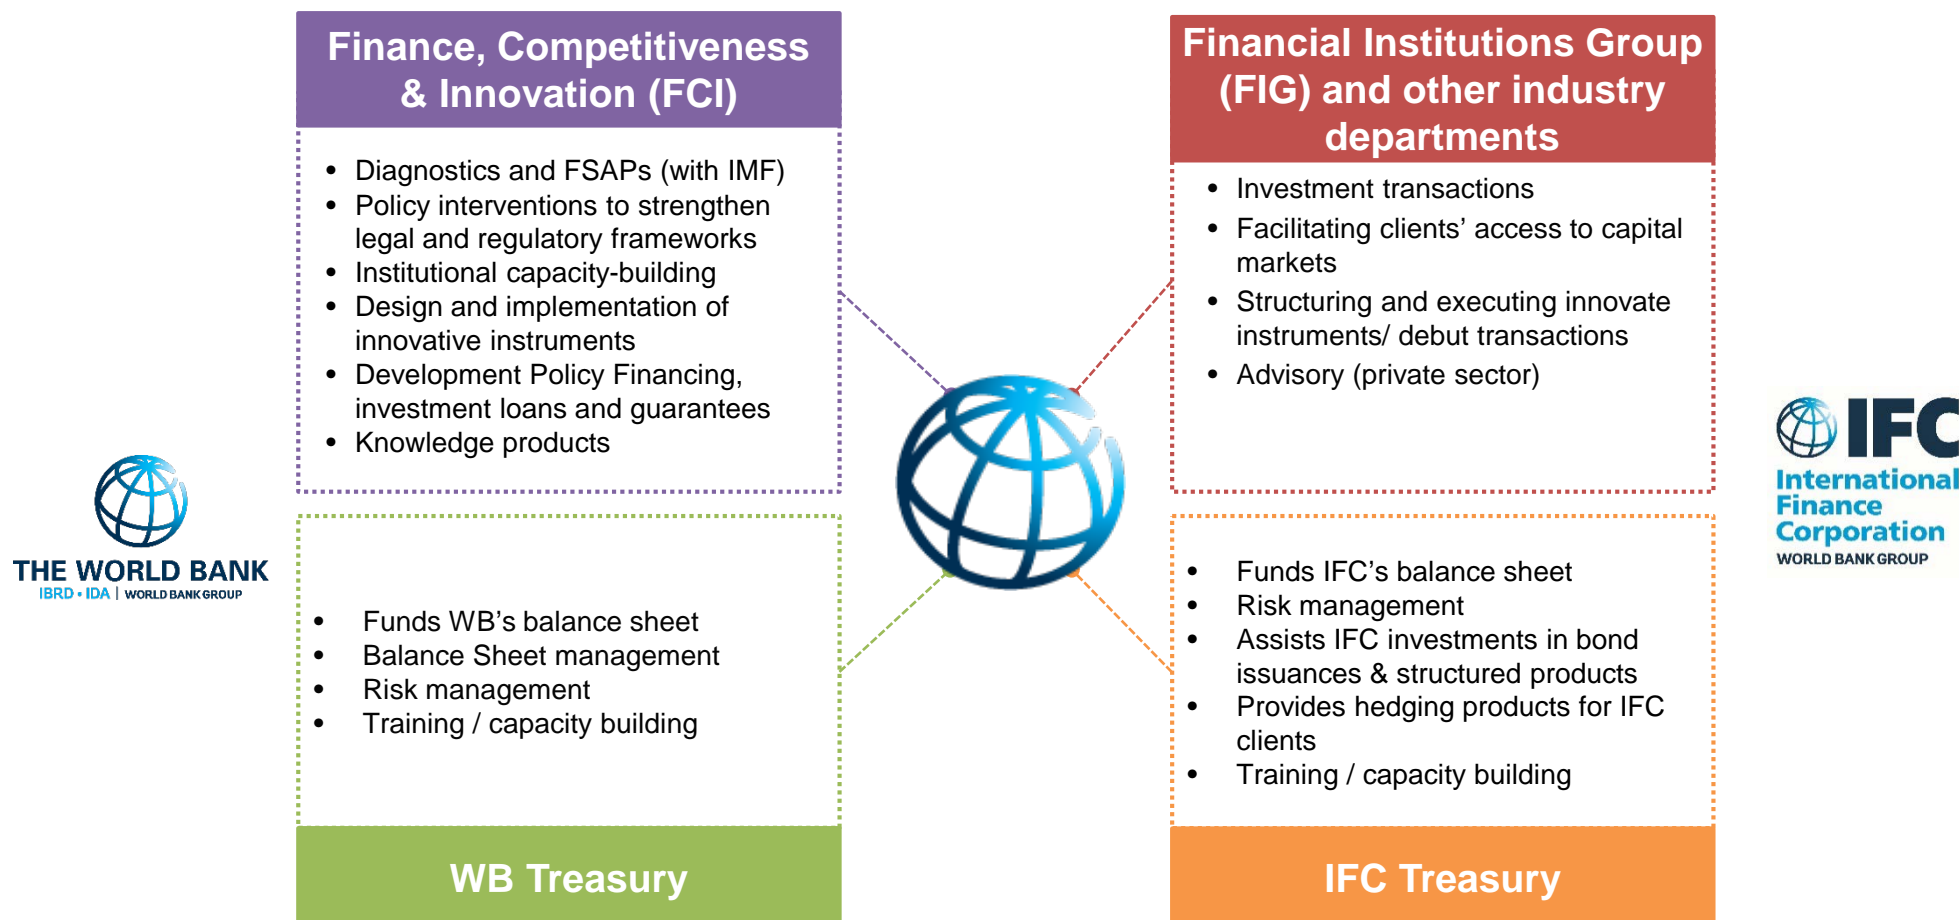 Finance, Competitiveness
& Innovation (FCI)
• Diagnostics and FSAPs (with IMF)
• Policy interventions to strengthen
legal and regulatory frameworks
• Institutional capacity-building
• Design and implementation of
innovative instruments
• Development Policy Financing,
investment loans and guarantees
• Knowledge products
Financial Institutions Group
(FIG) and other industry
departments
• Investment transactions
• Facilitating clients’ access to capital
markets
• Structuring and executing innovate
instruments/ debut transactions
• Advisory (private sector)
THE WORLD BANK
IBRD • IDA | WORLD BANK GROUP
IFC
International
Finance
Corporation
WORLD BANK GROUP
• Funds WB’s balance sheet
• Balance Sheet management
• Risk management
• Training / capacity building
WB Treasury
• Funds IFC’s balance sheet
• Risk management
• Assists IFC investments in bond
issuances & structured products
• Provides hedging products for IFC
clients
• Training / capacity building
IFC Treasury